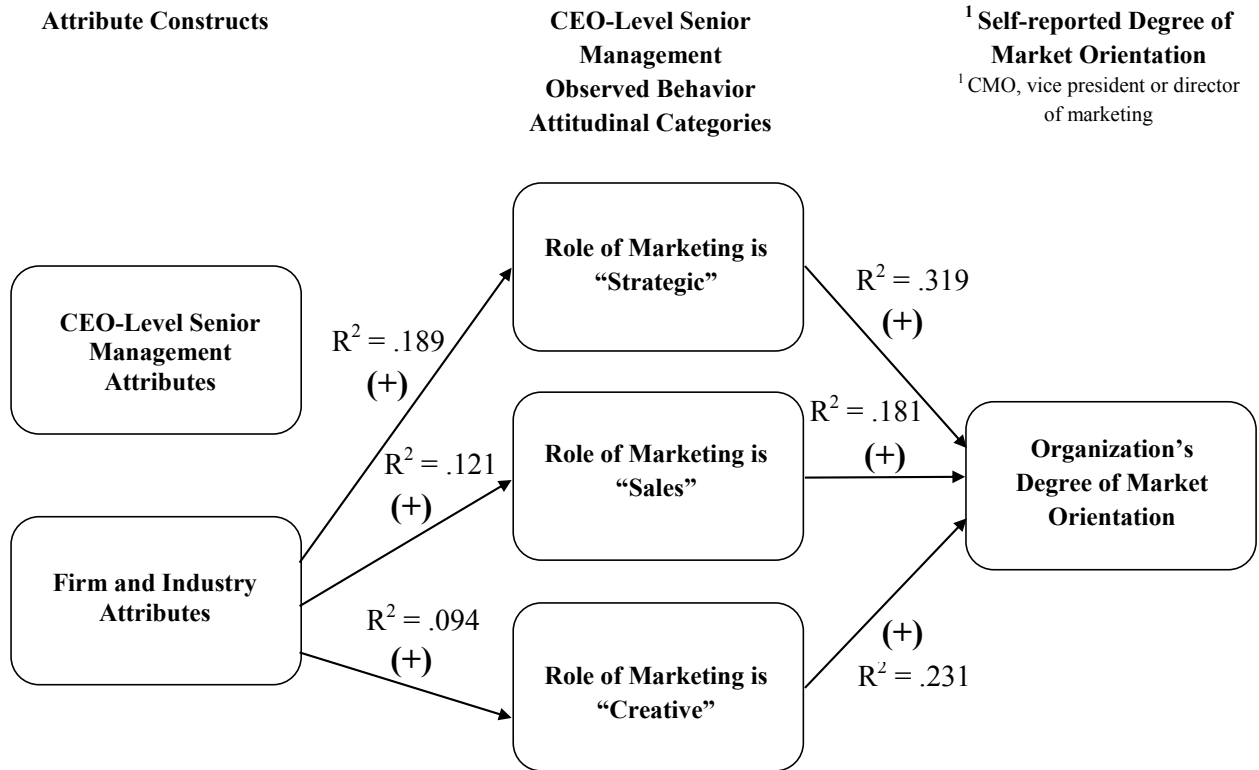 Attribute Constructs
CEO-Level Senior
Management
Observed Behavior
Attitudinal Categories
¹ Self-reported Degree of
Market Orientation
¹ CMO, vice president or director
of marketing
CEO-Level Senior
Management
Attributes
Firm and Industry
Attributes
R² = .189
(+)
R² = .121
(+)
R² = .094
(+)
Role of Marketing is
“Strategic”
Role of Marketing is
“Sales”
Role of Marketing is
“Creative”
R² = .319
(+)
R² = .181
(+)
(+)
R² = .231
Organization’s
Degree of Market
Orientation